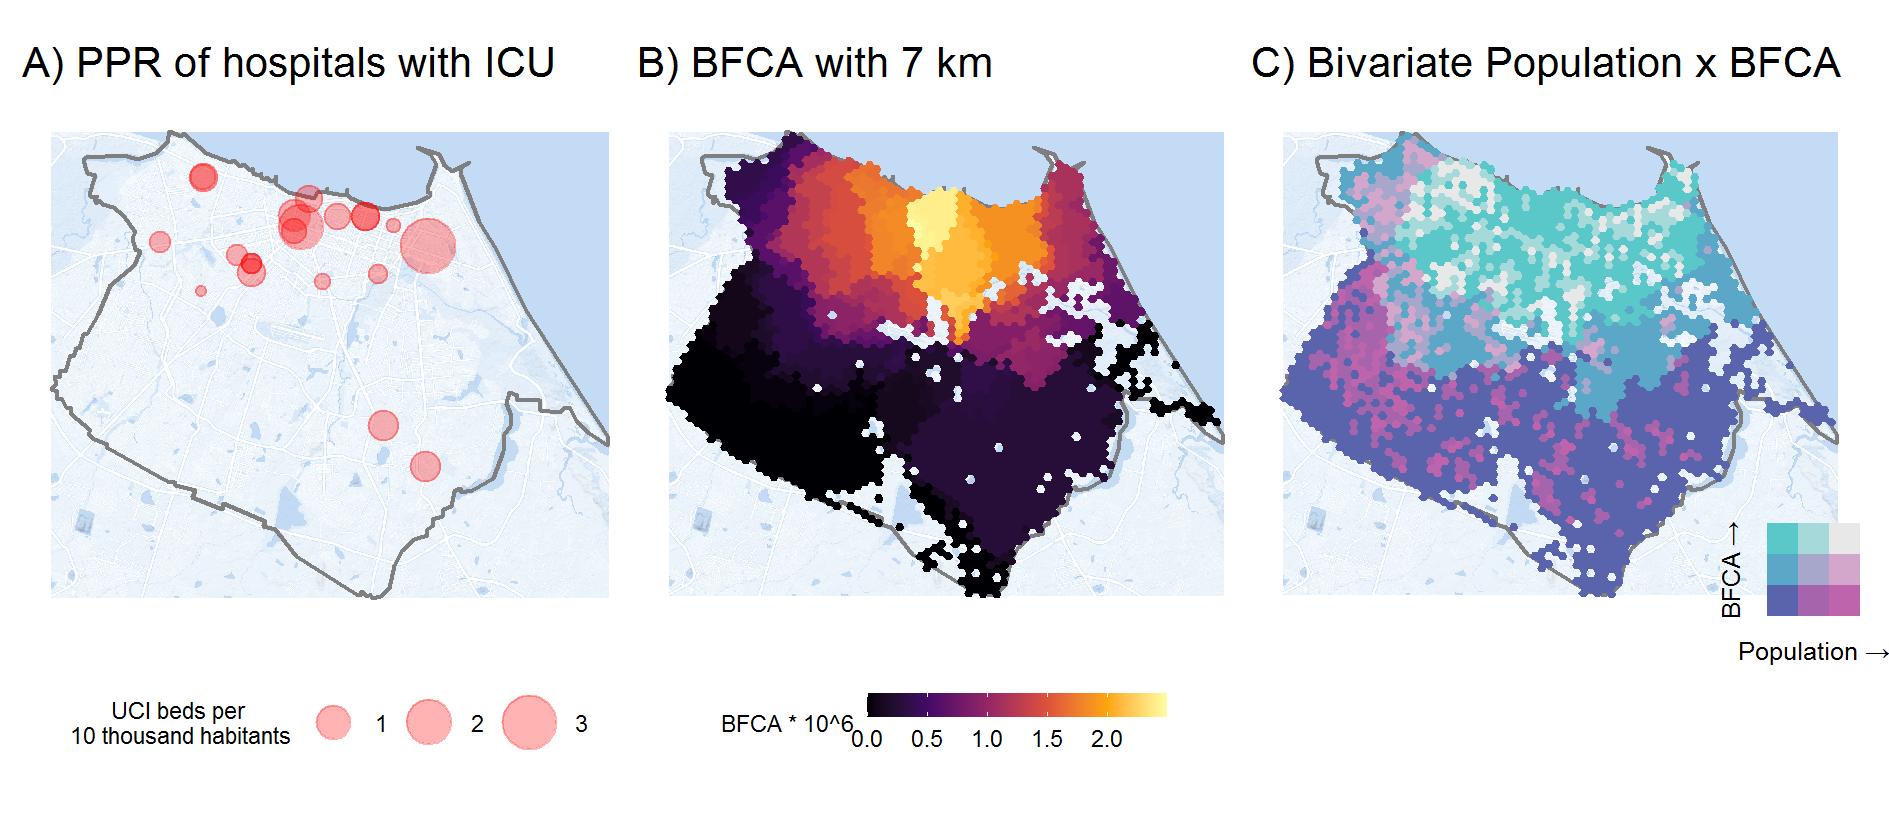 A) PPR of hospitals with ICU
B) BFCA with 7 km
C) Bivariate Population x BFCA
UCI beds per
10 thousand habitants
1
2
3
BFCA * 10^6
0.0
0.5
1.0
1.5
2.0
BFCA →
Population →